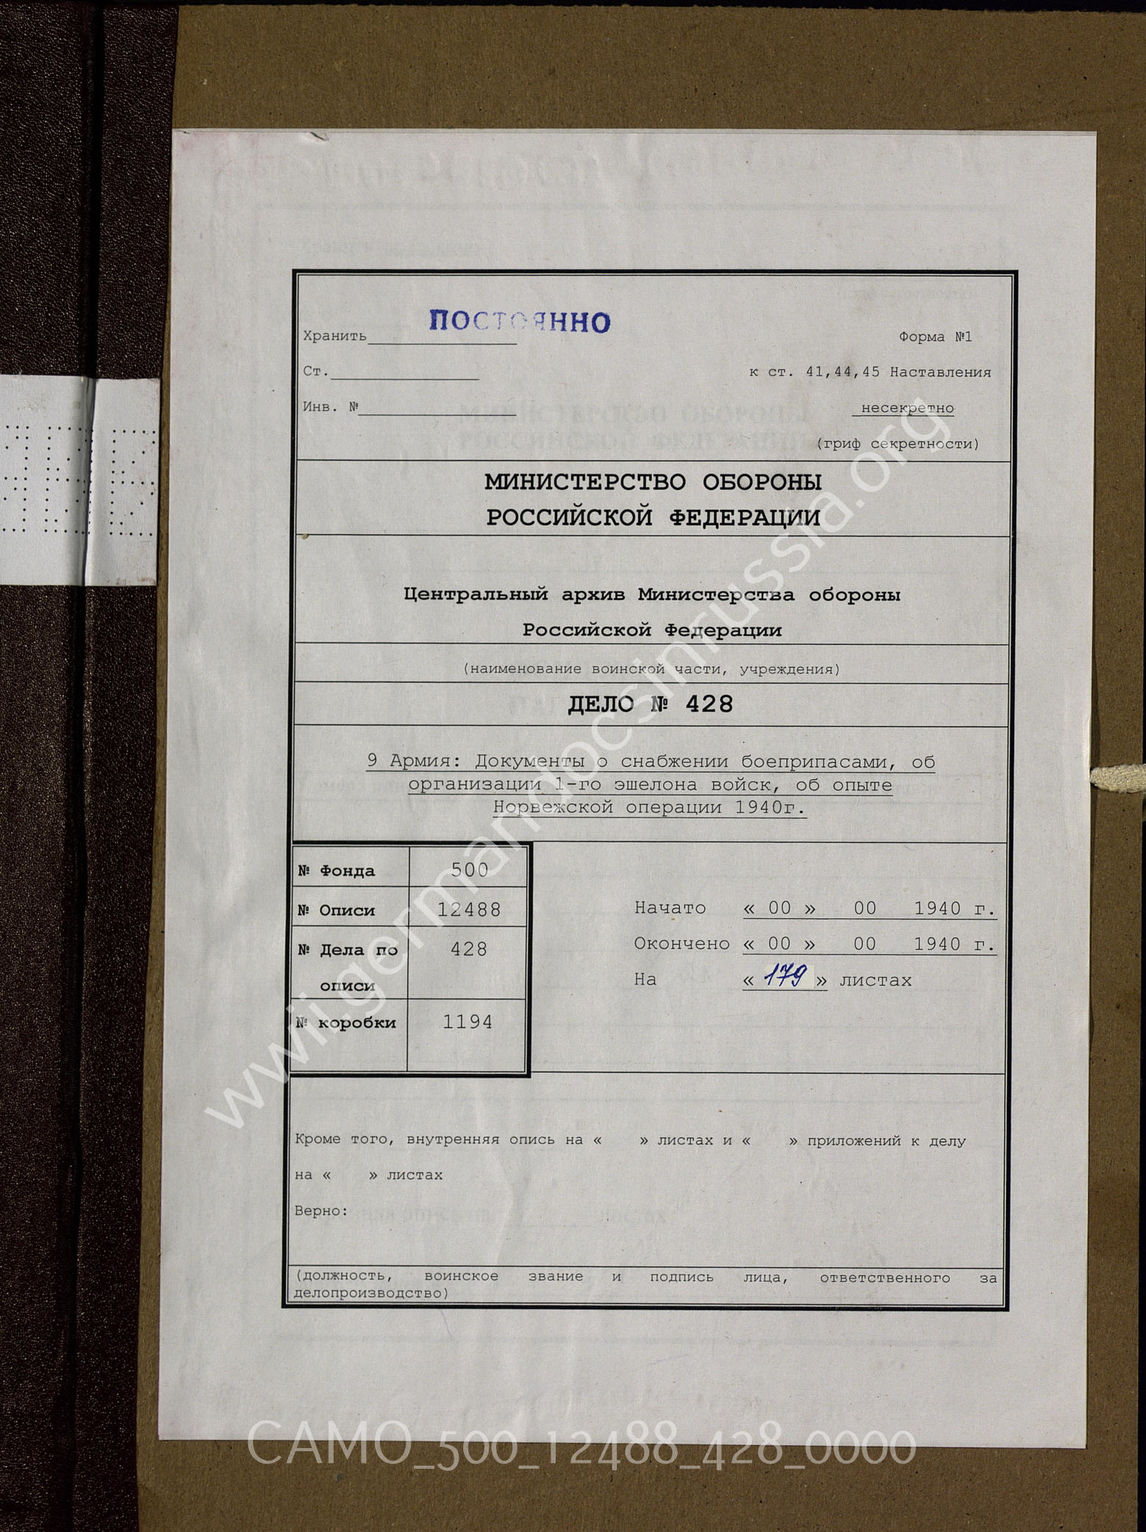 ПОСТОЯННО
Хранить
Форма №1
Ст.
к ст. 41,44,45 Наставления
Инв. №
несекретно
(гриф секретности)
МИНИСТЕРСТВО ОБОРОНЫ
РОССИЙСКОЙ ФЕДЕРАЦИИ
Центральный архив Министерства обороны
Российской Федерации
(наименование воинской части, учреждения)
ДЕЛО № 428
9 Армия: Документы о снабжении боеприпасами, об
организации 1-го эшелона войск, об опыте
Норвежской операции 1940г.
№ Фонда 500
№ Описи 12488
№ Дела по 428
описи
№ коробки 1194
Начато « 00 » 00 1940 г.
Окончено « 00 » 00 1940 г.
На « 179 » листах
Кроме того, внутренняя опись на « » листах и « » приложений к делу
на « » листах
Верно:
(должность, воинское звание и подпись лица, ответственного за
делопроизводство)
wwii.germandocsinrussia.org
CAMO_500_12488_428_0000